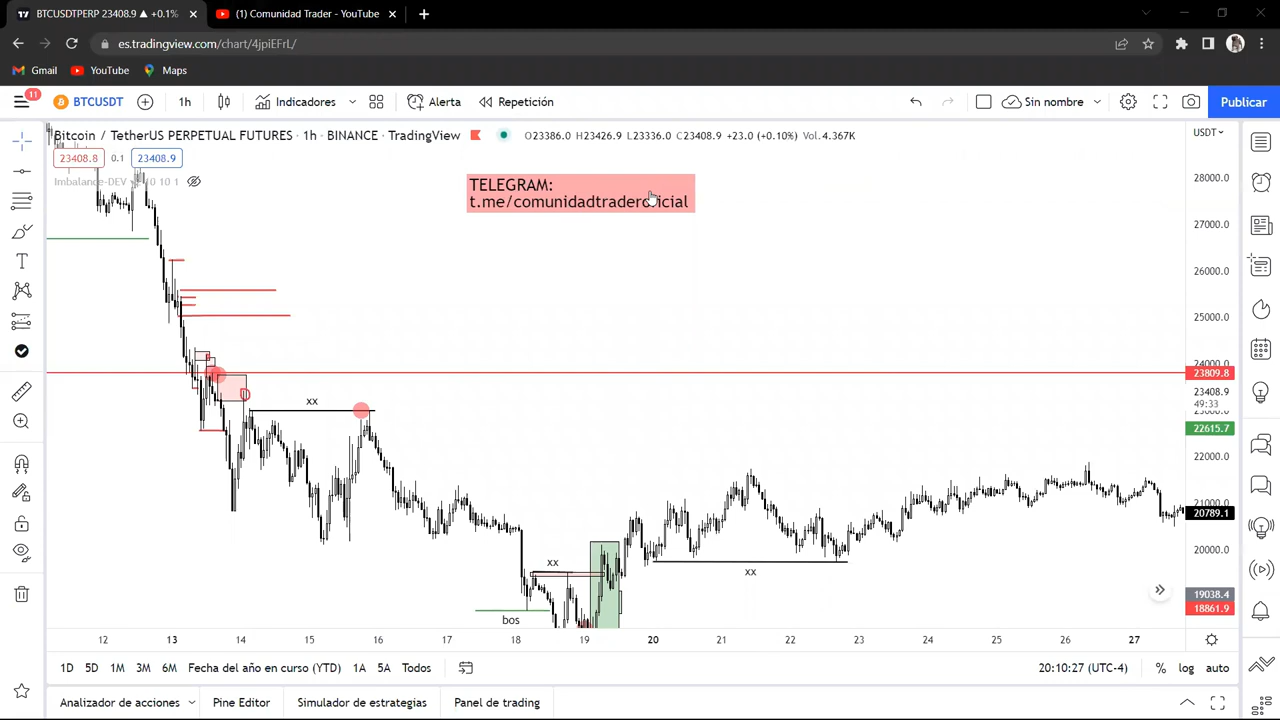 BTCUSDTPERP 23408.9 ▲ +0.1%
(1) Comunidad Trader - YouTube
es.tradingview.com/chart/4jpiEFrL/
Gmail YouTube Maps
11
BTCUSDT 1h Indicadores Alerta Repetición Sin nombre Publicar
Bitcoin / TetherUS PERPETUAL FUTURES · 1h · BINANCE · TradingView O23386.0 H23426.9 L23336.0 C23408.9 +23.0 (+0.10%) Vol.4.367K
USDT
23408.8 0.1 23408.9
TELEGRAM:
t.me/comunidadtraderoficial
28000.0
27000.0
26000.0
25000.0
24000.0
23809.8
23408.9
49:33
22615.7
22000.0
21000.0
20789.1
20000.0
19038.4
18861.9
xx
xx
xx
bos
12 13 14 15 16 17 18 19 20 21 22 23 24 25 26 27
1D 5D 1M 3M 6M Fecha del año en curso (YTD) 1A 5A Todos 20:10:27 (UTC-4) % log auto
Analizador de acciones Pine Editor Simulador de estrategias Panel de trading